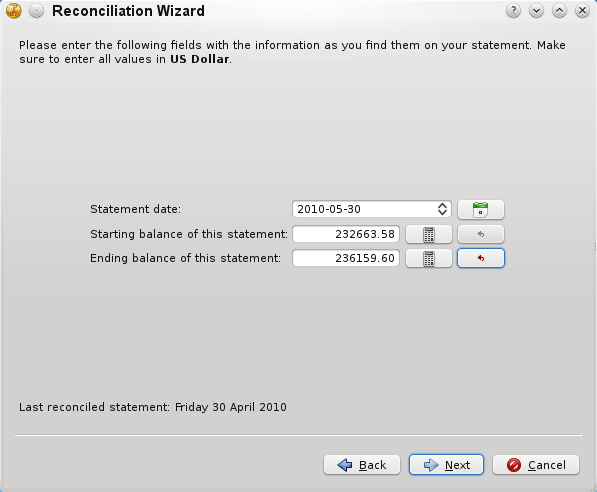 Reconciliation Wizard
Please enter the following fields with the information as you find them on your statement. Make
sure to enter all values in US Dollar.
Statement date: 2010-05-30
Starting balance of this statement: 232663.58
Ending balance of this statement: 236159.60
Last reconciled statement: Friday 30 April 2010
Back Next Cancel